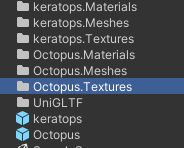 keratops.Materials
keratops.Meshes
keratops.Textures
Octopus.Materials
Octopus.Meshes
Octopus.Textures
UniGLTF
keratops
Octopus